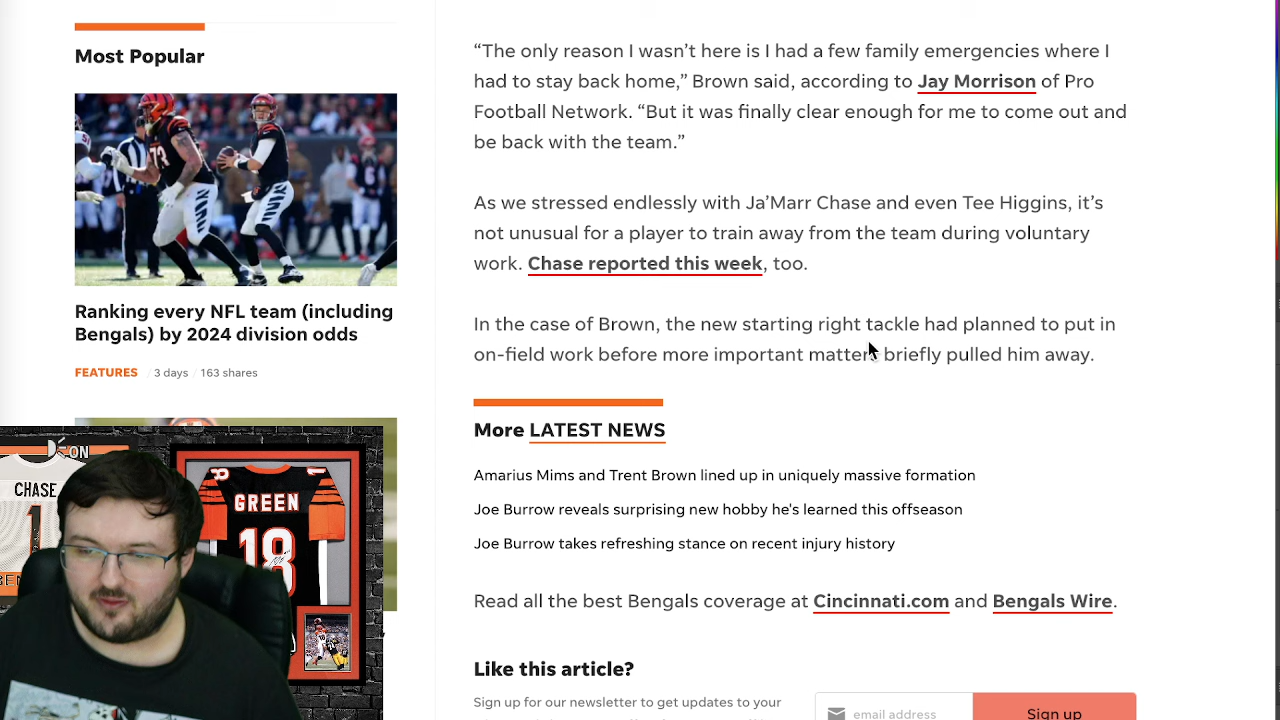 Most Popular
Ranking every NFL team (including
Bengals) by 2024 division odds
FEATURES / 3 days / 163 shares
“The only reason I wasn’t here is I had a few family emergencies where I
had to stay back home,” Brown said, according to Jay Morrison of Pro
Football Network. “But it was finally clear enough for me to come out and
be back with the team.”
As we stressed endlessly with Ja’Marr Chase and even Tee Higgins, it’s
not unusual for a player to train away from the team during voluntary
work. Chase reported this week, too.
In the case of Brown, the new starting right tackle had planned to put in
on-field work before more important matters briefly pulled him away.
More LATEST NEWS
Amarius Mims and Trent Brown lined up in uniquely massive formation
Joe Burrow reveals surprising new hobby he's learned this offseason
Joe Burrow takes refreshing stance on recent injury history
Read all the best Bengals coverage at Cincinnati.com and Bengals Wire.
Like this article?
Sign up for our newsletter to get updates to your
email address
Sign up
73
CHASE
1
GREEN
18